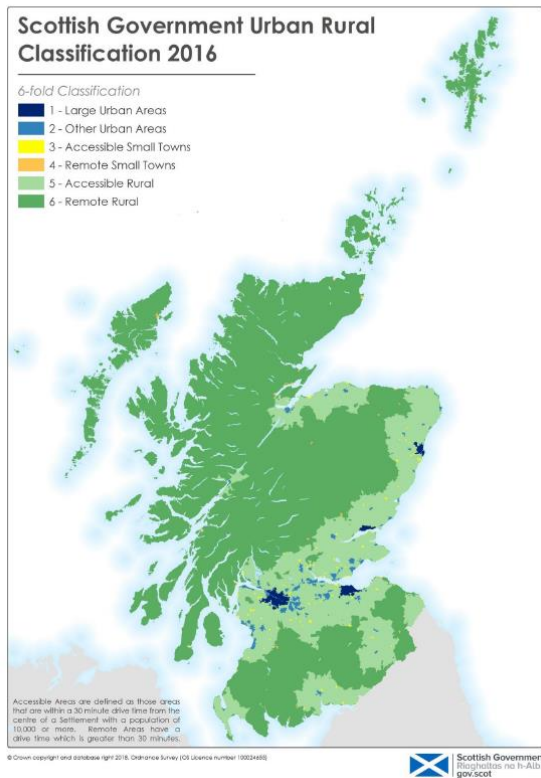 Scottish Government Urban Rural
Classification 2016
6-fold Classification
1 - Large Urban Areas
2 - Other Urban Areas
3 - Accessible Small Towns
4 - Remote Small Towns
5 - Accessible Rural
6 - Remote Rural
Accessible Areas are defined as those areas
that are within a 30 minute drive time from the
centre of a Settlement with a population of
10,000 or more. Remote Areas have a
drive time which is greater than 30 minutes.
© Crown copyright and database right 2018. Ordnance Survey (OS Licence number 100024655)
Scottish Government
Riaghaltas na h-Alba
gov.scot